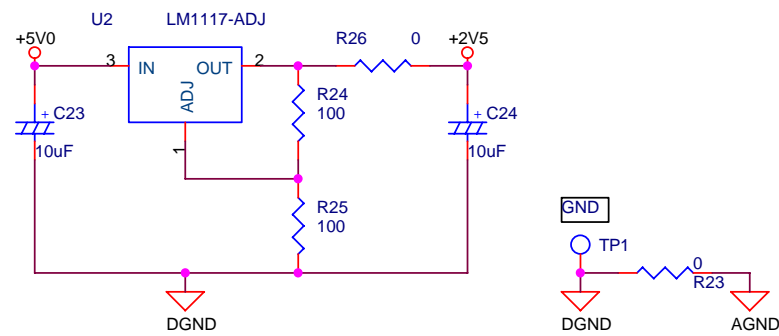 U2 LM1117-ADJ
+5V0 R26 0 +2V5
3 IN OUT 2
ADJ
+ C23 R24 + C24
100
10uF 1 10uF
R25
100
GND
TP1
0
R23
DGND DGND AGND